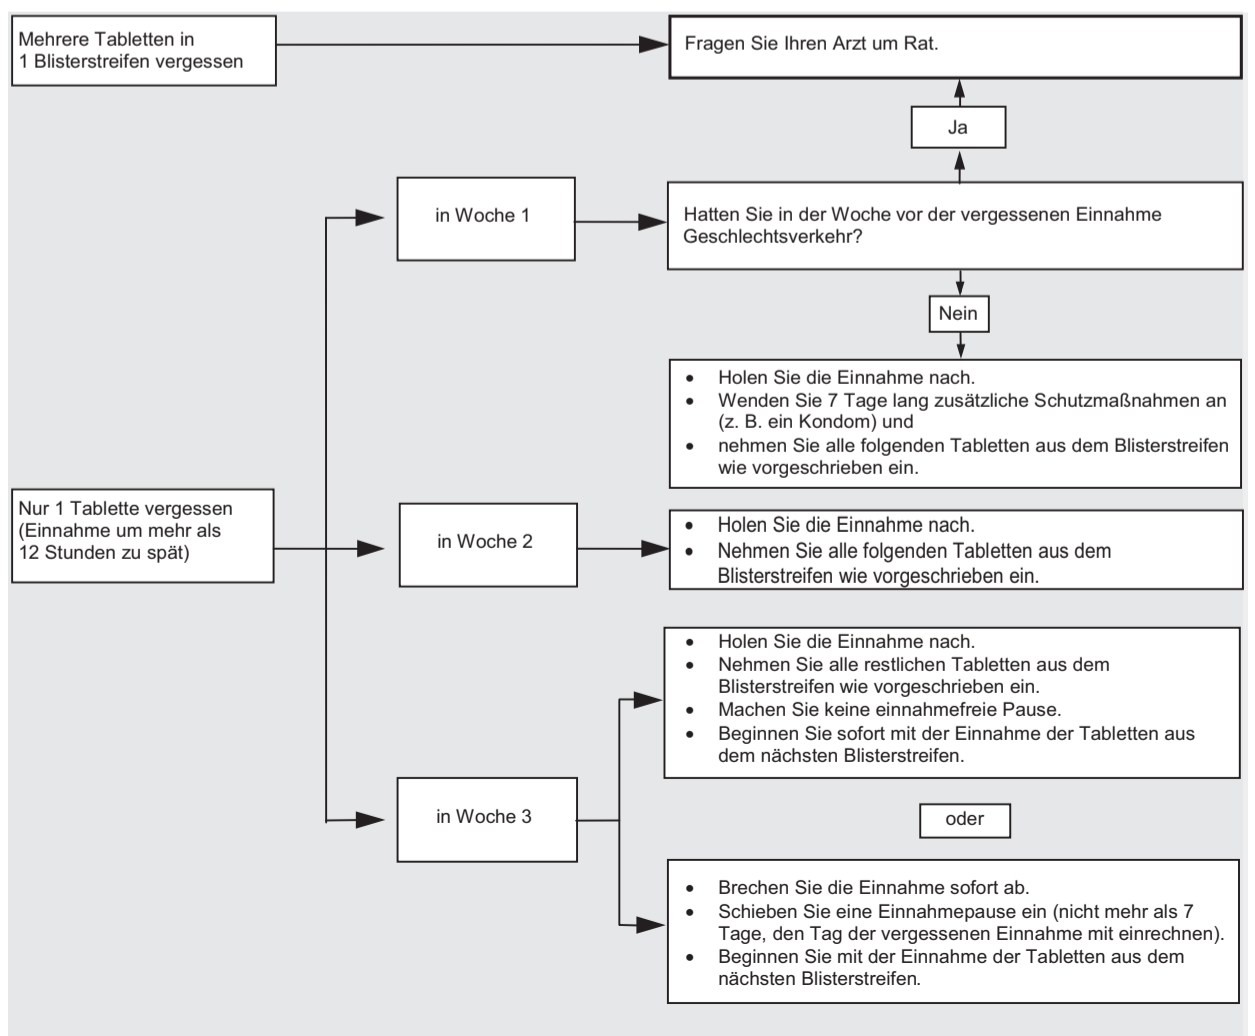 Mehrere Tabletten in
1 Blisterstreifen vergessen
Fragen Sie Ihren Arzt um Rat.
Ja
in Woche 1
Hatten Sie in der Woche vor der vergessenen Einnahme
Geschlechtsverkehr?
Nein
• Holen Sie die Einnahme nach.
• Wenden Sie 7 Tage lang zusätzliche Schutzmaßnahmen an
(z. B. ein Kondom) und
• nehmen Sie alle folgenden Tabletten aus dem Blisterstreifen
wie vorgeschrieben ein.
Nur 1 Tablette vergessen
(Einnahme um mehr als
12 Stunden zu spät)
in Woche 2
• Holen Sie die Einnahme nach.
• Nehmen Sie alle folgenden Tabletten aus dem
Blisterstreifen wie vorgeschrieben ein.
• Holen Sie die Einnahme nach.
• Nehmen Sie alle restlichen Tabletten aus dem
Blisterstreifen wie vorgeschrieben ein.
• Machen Sie keine einnahmefreie Pause.
• Beginnen Sie sofort mit der Einnahme der Tabletten aus
dem nächsten Blisterstreifen.
in Woche 3
oder
• Brechen Sie die Einnahme sofort ab.
• Schieben Sie eine Einnahmepause ein (nicht mehr als 7
Tage, den Tag der vergessenen Einnahme mit einrechnen).
• Beginnen Sie mit der Einnahme der Tabletten aus dem
nächsten Blisterstreifen.